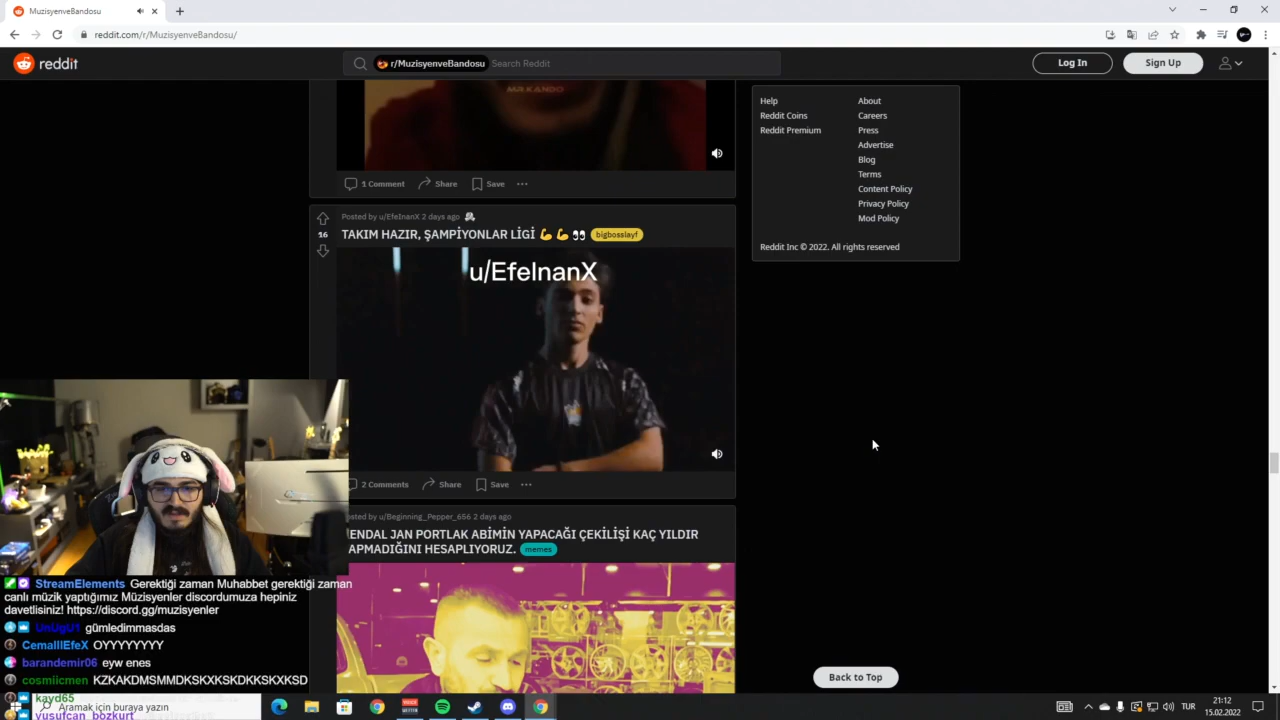 MuzisyenveBandosu
reddit.com/r/MuzisyenveBandosu/
reddit
r/MuzisyenveBandosu
Search Reddit
Log In
Sign Up
1 Comment
Share
Save
Posted by u/EfeInanX 2 days ago
16
TAKIM HAZIR, ŞAMPİYONLAR LİGİ 💪 💪 👀 bigbosslayf
u/EfeInanX
2 Comments
Share
Save
osted by u/Beginning_Pepper_656 2 days ago
ENDAL JAN PORTLAK ABİMİN YAPACAĞI ÇEKİLİŞİ KAÇ YILDIR
APMADIĞINI HESAPLIYORUZ. memes
Help
About
Reddit Coins
Careers
Reddit Premium
Press
Advertise
Blog
Terms
Content Policy
Privacy Policy
Mod Policy
Reddit Inc © 2022. All rights reserved
Back to Top
StreamElements Gerektiği zaman Muhabbet gerektiği zaman
canlı müzik yaptığımız Müzisyenler discordumuza hepiniz
davetlisiniz! https://discord.gg/muzisyenler
UnUgU1 gümledimmasdas
CemalllEfeX OYYYYYYYY
barandemir06 eyw enes
cosmiicmen KZKAKDMSMMDKSKXKSKDKKSKXKSD
kayd65
yusufcan_bozkurt
Aramak için buraya yazın
TUR
21:12
15.02.2022